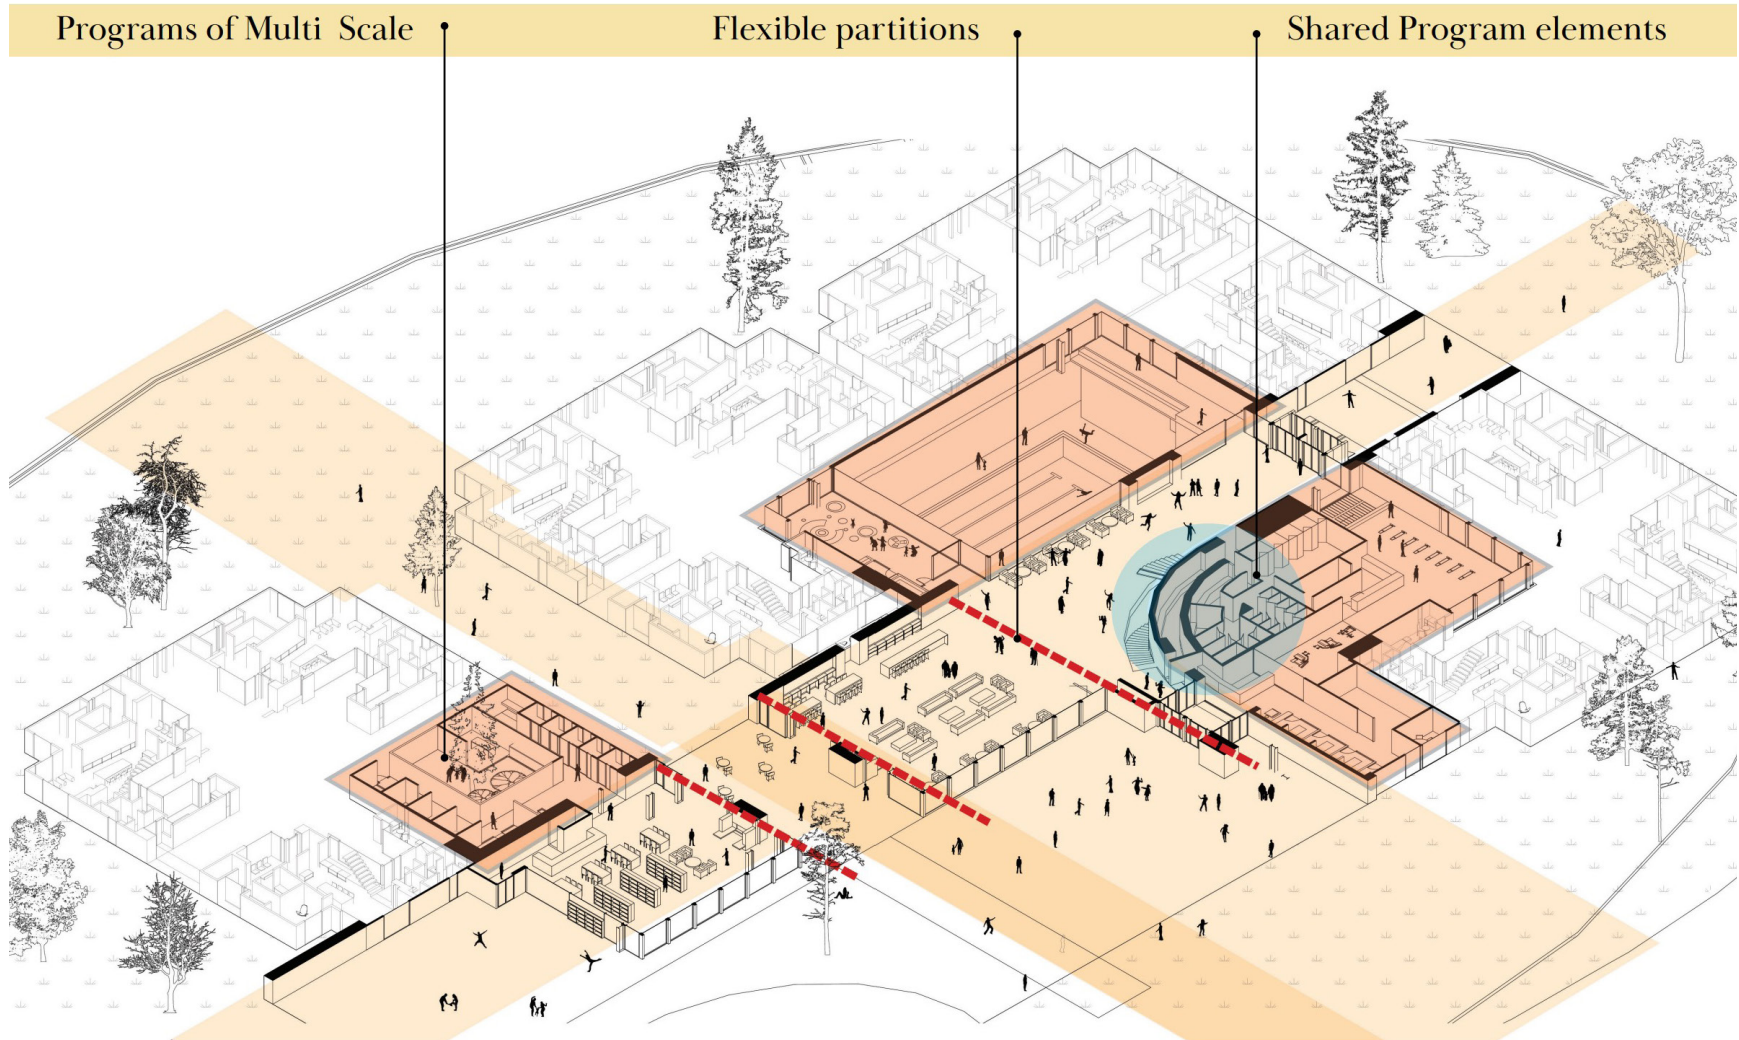 Programs of Multi Scale
Flexible partitions
Shared Program elements